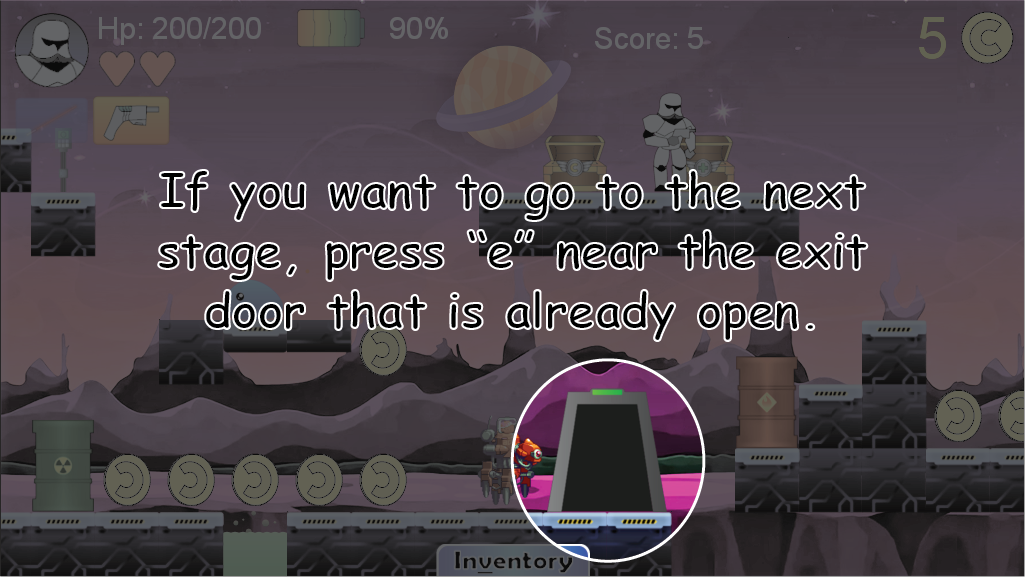 Hp: 200/200
90%
Score: 5
5
If you want to go to the next
stage, press “e” near the exit
door that is already open.
Inventory